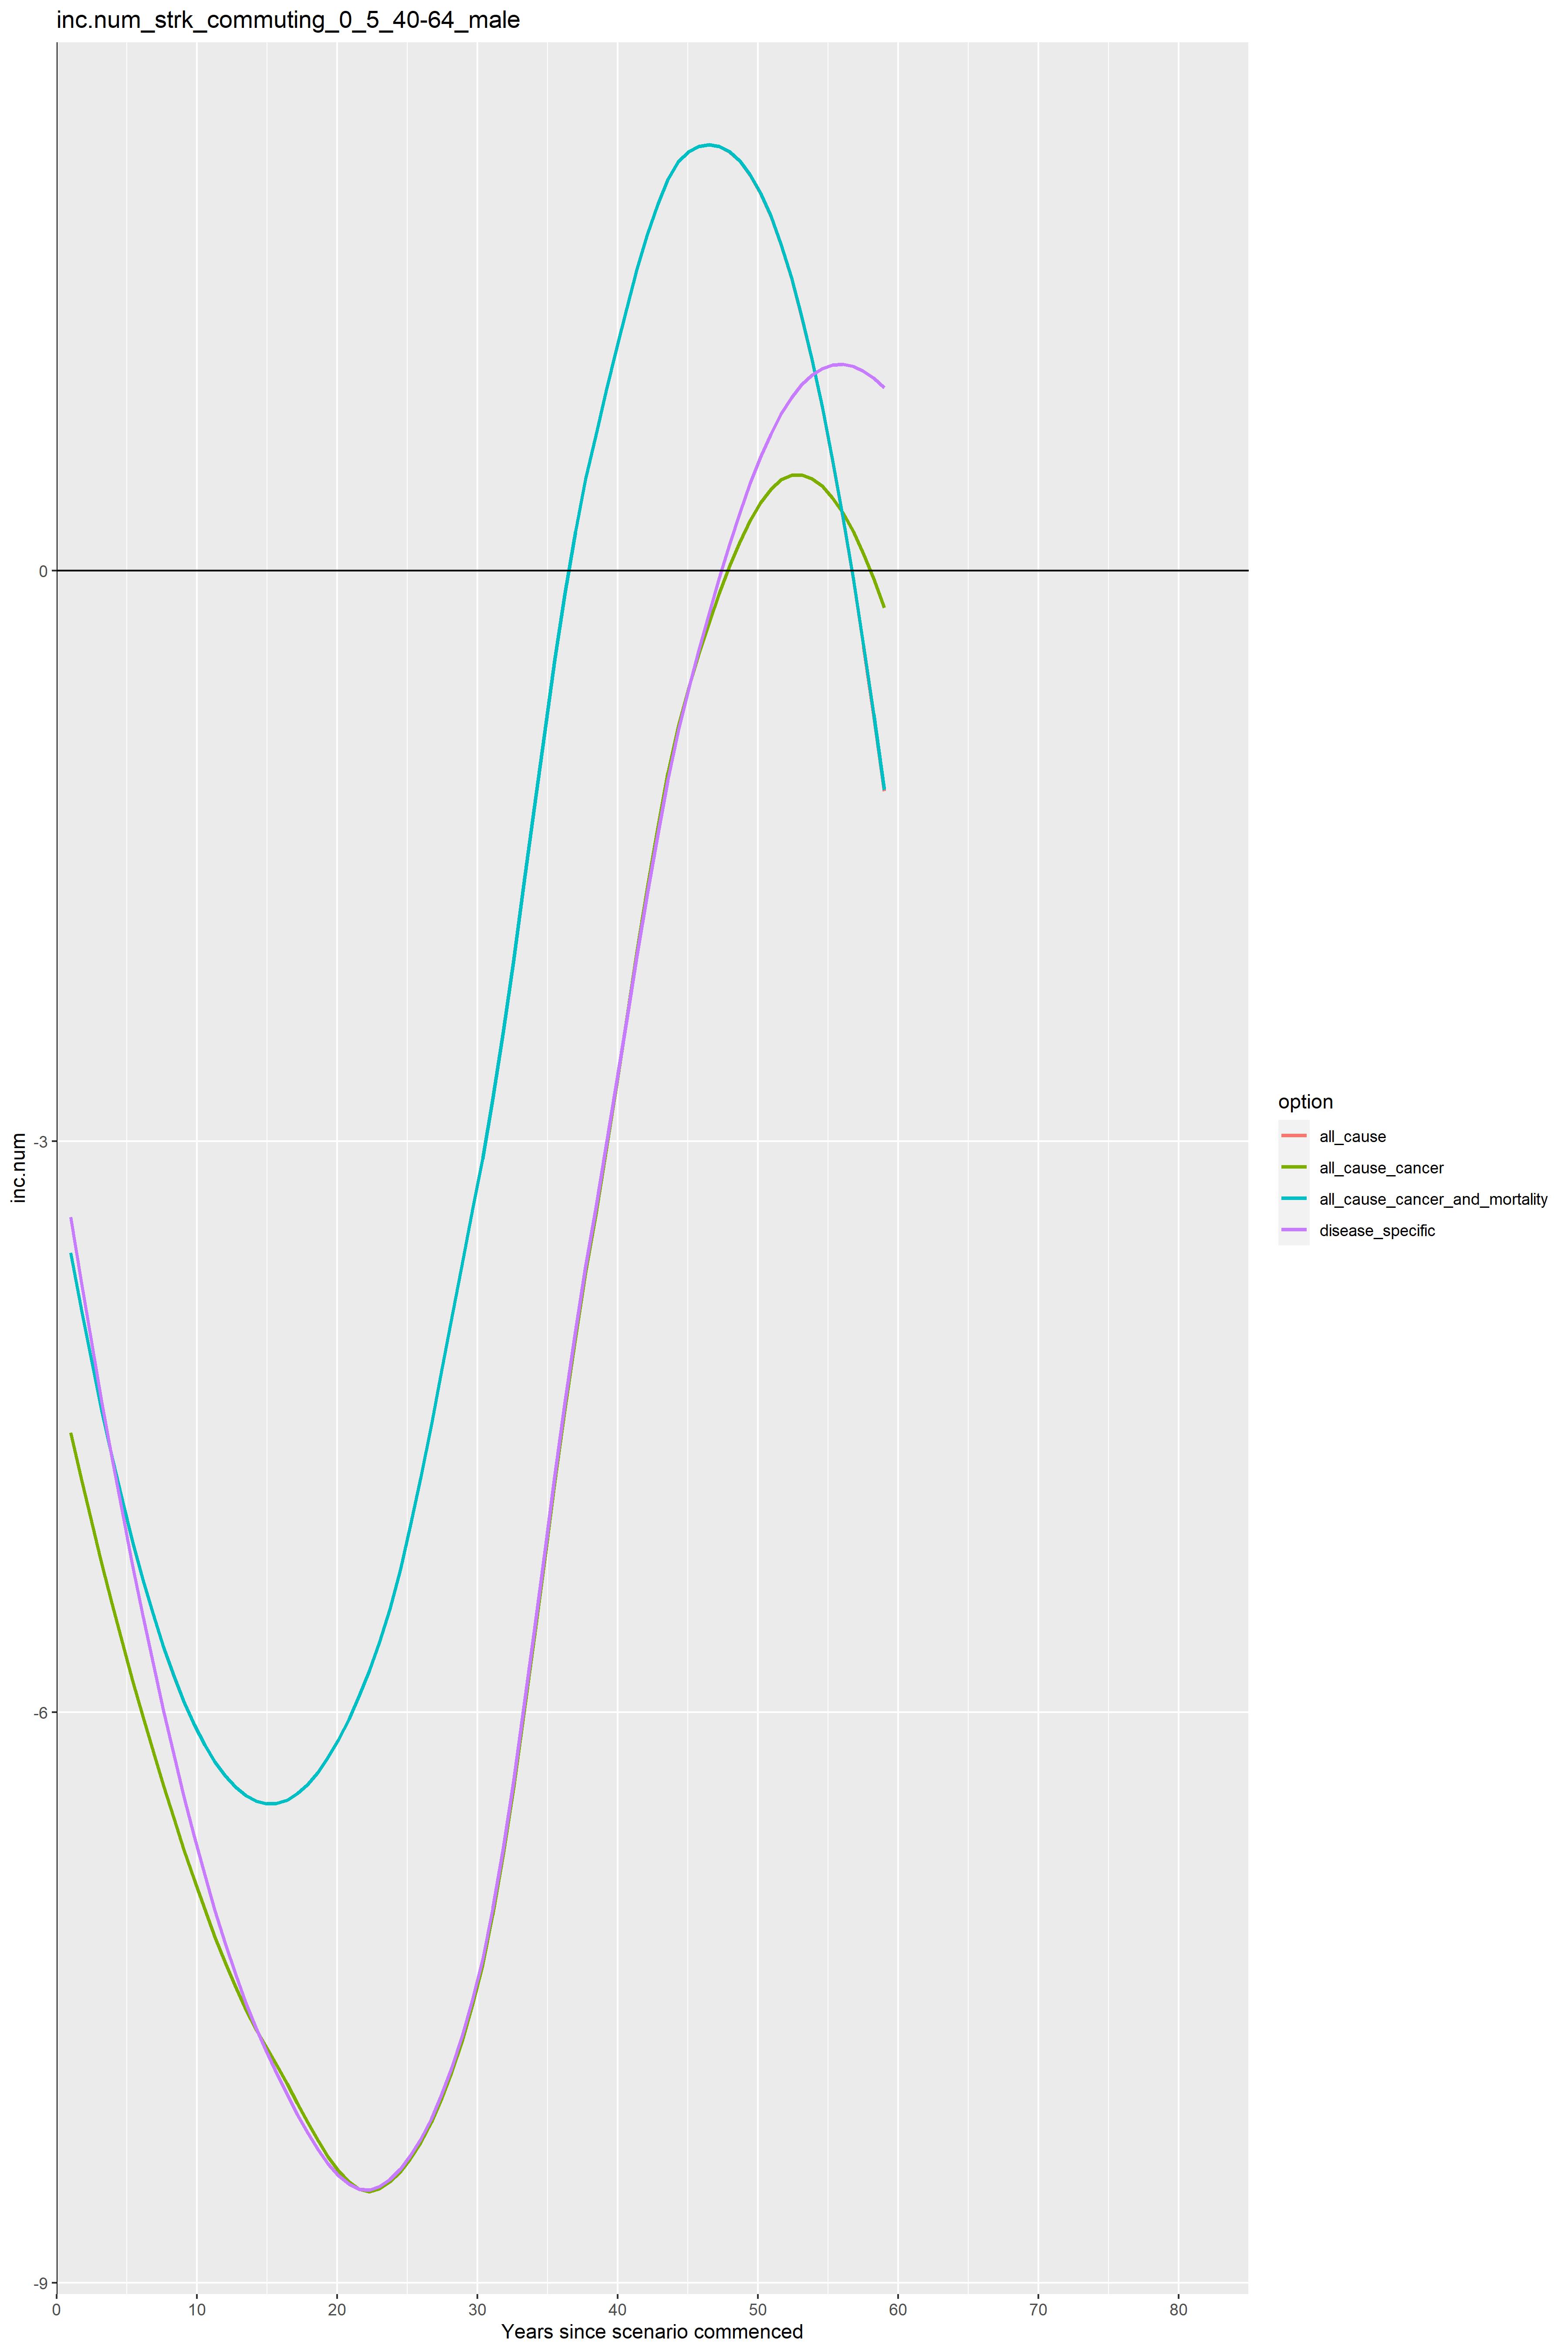 inc.num_strk_commuting_0_5_40-64_male
0
-3
-6
-9
inc.num
0 10 20 30 40 50 60 70 80
Years since scenario commenced
option
all_cause
all_cause_cancer
all_cause_cancer_and_mortality
disease_specific